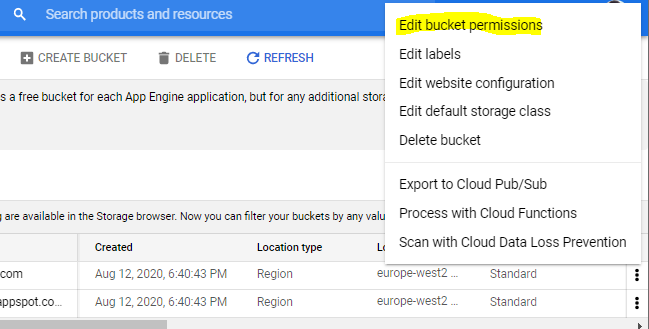 Search products and resources
Edit bucket permissions
Edit labels
Edit website configuration
Edit default storage class
Delete bucket
Export to Cloud Pub/Sub
Process with Cloud Functions
Scan with Cloud Data Loss Prevention
CREATE BUCKET DELETE REFRESH
s a free bucket for each App Engine application, but for any additional stora
g are available in the Storage browser. Now you can filter your buckets by any valu
Created Location type
.com Aug 12, 2020, 6:40:43 PM Region europe-west2 ... Standard
appspot.co... Aug 12, 2020, 6:40:43 PM Region europe-west2 ... Standard